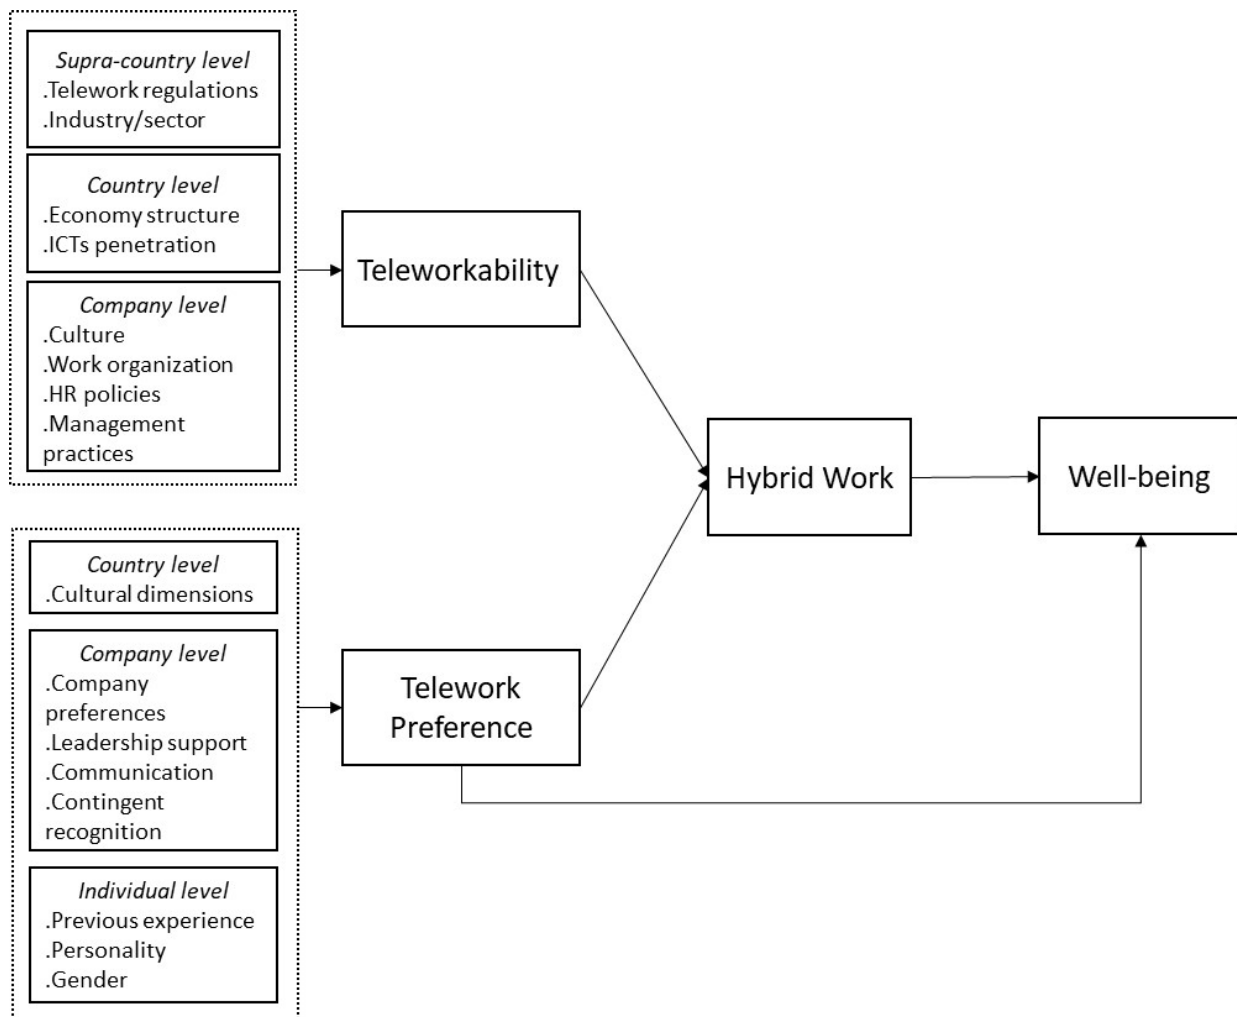 Supra-country level
.Telework regulations
.Industry/sector
Country level
.Economy structure
.ICTs penetration
Company level
.Culture
.Work organization
.HR policies
.Management
practices
Teleworkability
Hybrid Work
Well-being
Country level
.Cultural dimensions
Company level
.Company
preferences
.Leadership support
.Communication
.Contingent
recognition
Individual level
.Previous experience
.Personality
.Gender
Telework
Preference